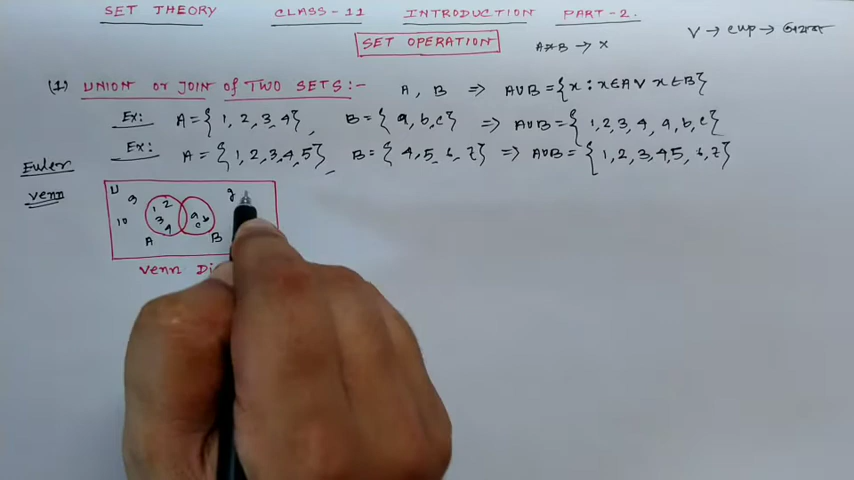 SET THEORY CLASS-11 INTRODUCTION PART-2.
SET OPERATION A*B → x
∪ → cup →
(1) UNION or JOIN of TWO SETS:- A, B ⇒ A∪B = {x : x∈A ∨ x∈B}
Ex: A = {1, 2, 3, 4}, B = {a, b, c} ⇒ A∪B = {1, 2, 3, 4, a, b, c}
Ex: A = {1, 2, 3, 4, 5}, B = {4, 5, 6, 7} ⇒ A∪B = {1, 2, 3, 4, 5, 6, 7}
Euler
Venn
U 9 1 2 g
10 3 4 a b c
A B
Venn Di